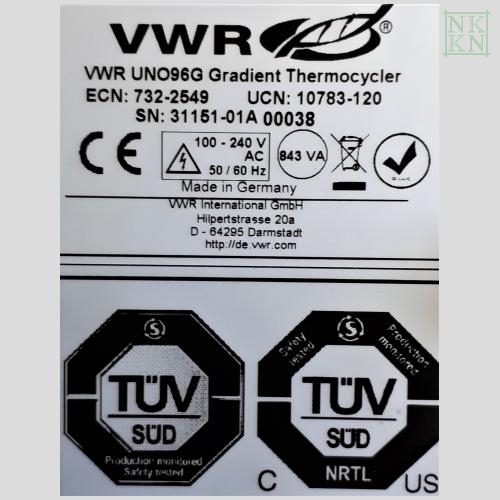 NK
KN
VWR ®
VWR UNO96G Gradient Thermocycler
ECN: 732-2549 UCN: 10783-120
SN: 31151-01A 00038
CE
100 - 240 V
AC
50 / 60 Hz
843 VA
Made in Germany
VWR International GmbH
Hilpertstrasse 20a
D - 64295 Darmstadt
http://de.vwr.com
TÜV
SÜD
Production monitored
Safety tested
Safety
tested
Production
monitored
TÜV
SÜD
NRTL
C US